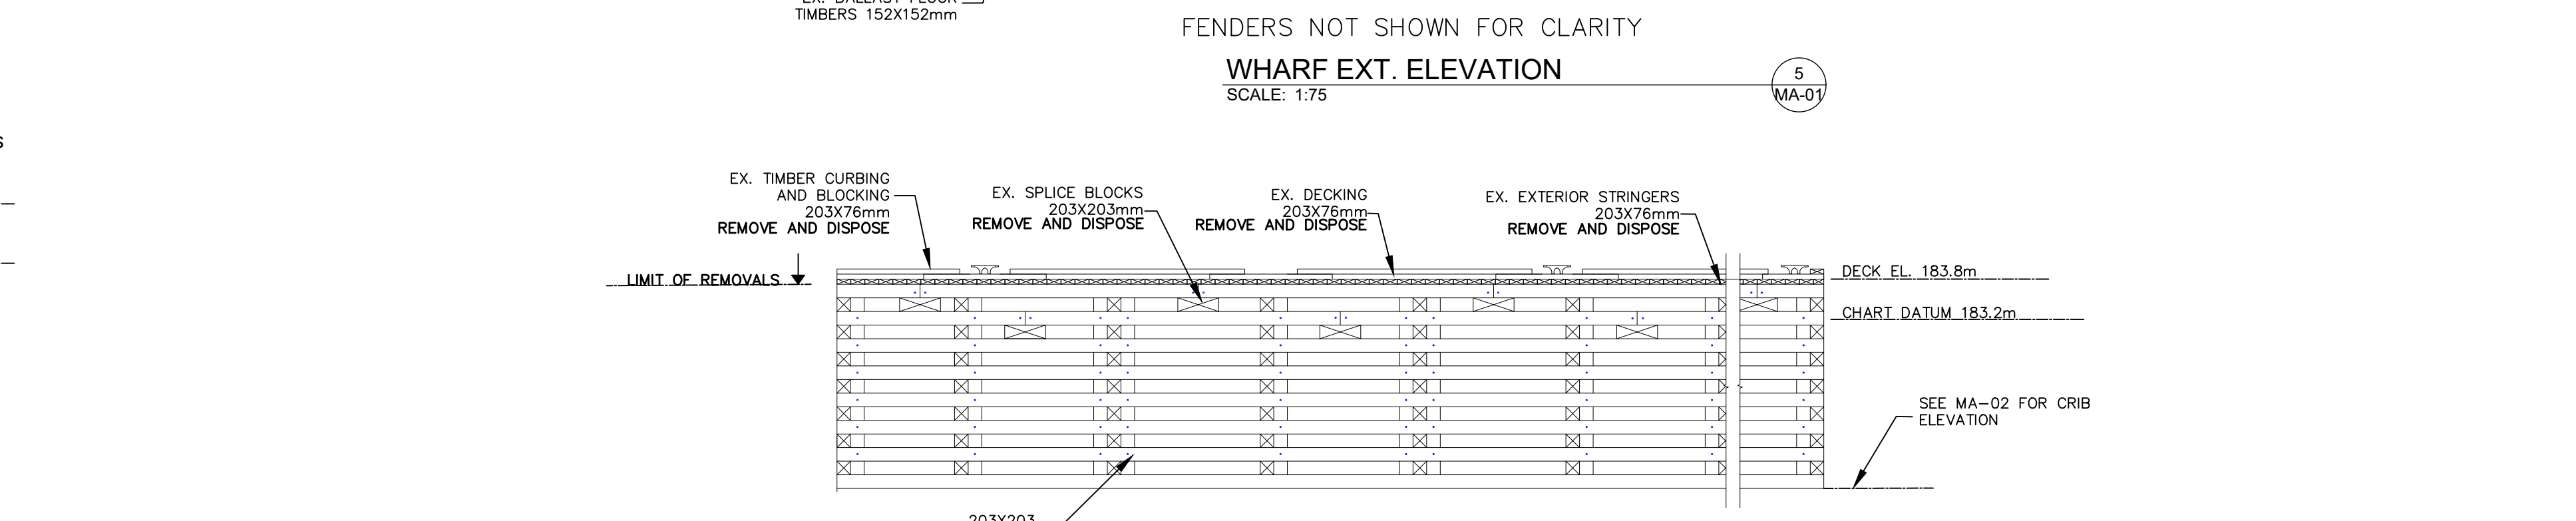 TIMBERS 152X152mm
FENDERS NOT SHOWN FOR CLARITY
WHARF EXT. ELEVATION
SCALE: 1:75
5
MA-01
EX. TIMBER CURBING
AND BLOCKING
203X76mm
REMOVE AND DISPOSE
EX. SPLICE BLOCKS
203X203mm
REMOVE AND DISPOSE
EX. DECKING
203X76mm
REMOVE AND DISPOSE
EX. EXTERIOR STRINGERS
203X76mm
REMOVE AND DISPOSE
LIMIT OF REMOVALS
DECK EL. 183.8m
CHART DATUM 183.2m
SEE MA-02 FOR CRIB
ELEVATION
203X203